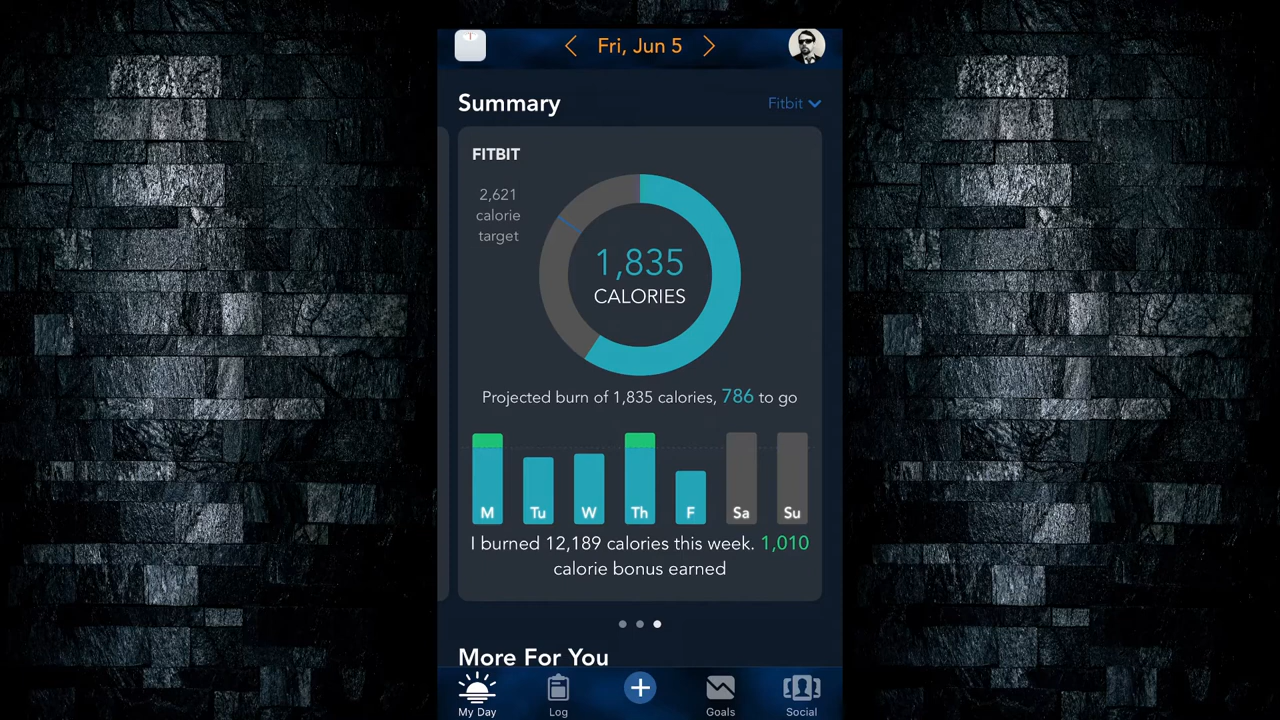 Fri, Jun 5
Summary
Fitbit
FITBIT
2,621
calorie
target
1,835
CALORIES
Projected burn of 1,835 calories, 786 to go
M Tu W Th F Sa Su
I burned 12,189 calories this week. 1,010
calorie bonus earned
More For You
My Day Log Goals Social